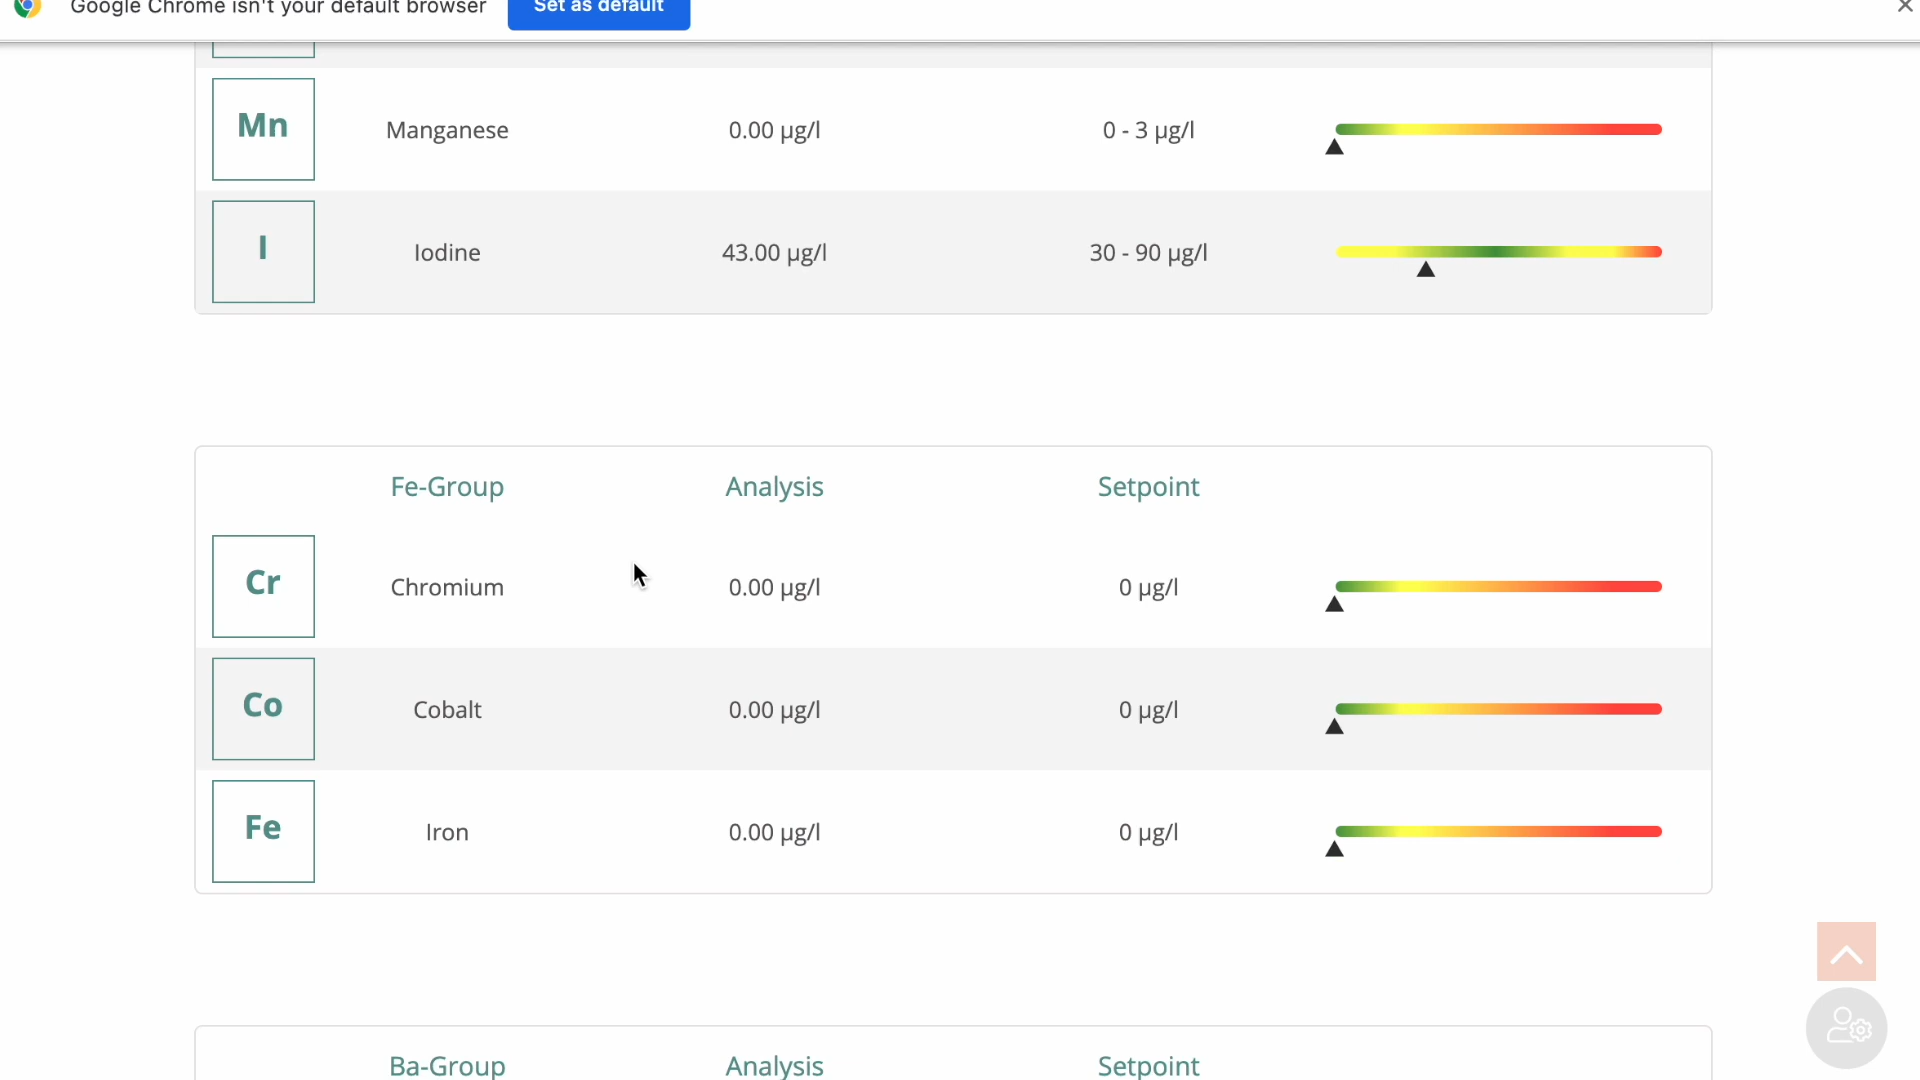 Google Chrome isn't your default browser Set as default
Mn Manganese 0.00 µg/l 0 - 3 µg/l
I Iodine 43.00 µg/l 30 - 90 µg/l
Fe-Group Analysis Setpoint
Cr Chromium 0.00 µg/l 0 µg/l
Co Cobalt 0.00 µg/l 0 µg/l
Fe Iron 0.00 µg/l 0 µg/l
Ba-Group Analysis Setpoint